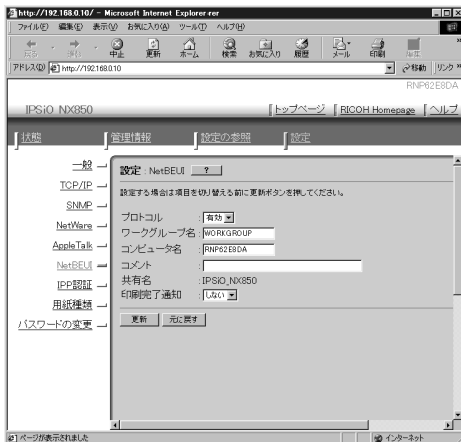 http://192.168.0.10/ - Microsoft Internet Explorer-rer
ファイル(F) 編集(E) 表示(V) お気に入り(A) ツール(T) ヘルプ(H)
戻る 進む 中止 更新 ホーム 検索 お気に入り 履歴 メール 印刷 編集
アドレス(D) http://192.168.0.10 移動 リンク
RNP62E8DA
IPSiO NX850 トップページ RICOH Homepage ヘルプ
状態 管理情報 設定の参照 設定
一般
TCP/IP
SNMP
NetWare
AppleTalk
NetBEUI
IPP認証
用紙種類
パスワードの変更
設定 : NetBEUI ?
設定する場合は項目を切り替える前に更新ボタンを押してください。
プロトコル : 有効
ワークグループ名 : WORKGROUP
コンピュータ名 : RNP62E8DA
コメント :
共有名 : IPSiO_NX850
印刷完了通知 : しない
更新 元に戻す
ページが表示されました インターネット